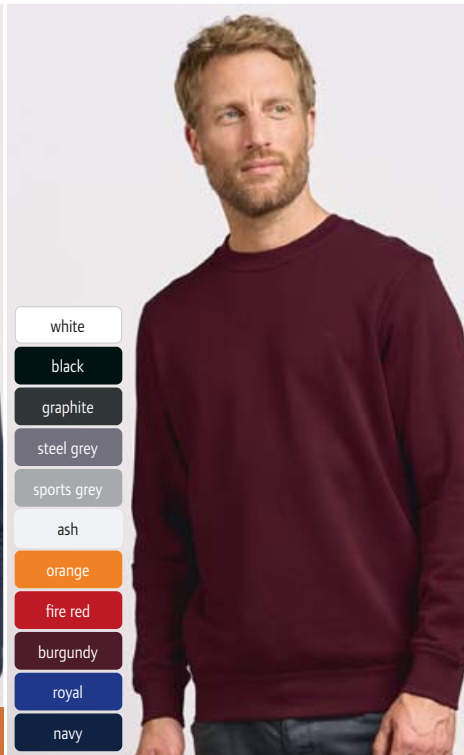 white
black
graphite
steel grey
sports grey
ash
orange
fire red
burgundy
royal
navy